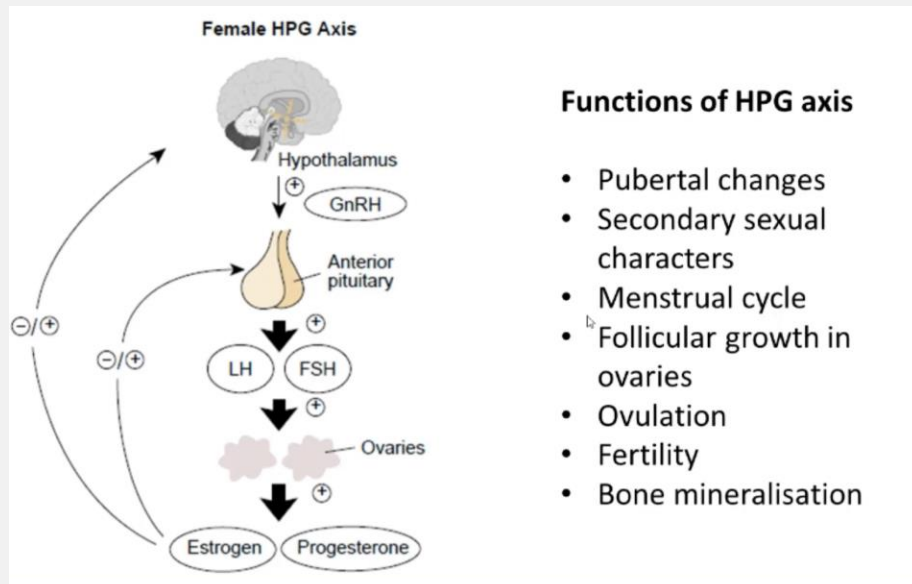 Female HPG Axis
Hypothalamus
⊕
GnRH
Anterior
pituitary
⊕
⊖/⊕
⊖/⊕
LH
FSH
⊕
Ovaries
⊕
Estrogen
Progesterone
Functions of HPG axis
• Pubertal changes
• Secondary sexual
characters
• Menstrual cycle
• Follicular growth in
ovaries
• Ovulation
• Fertility
• Bone mineralisation